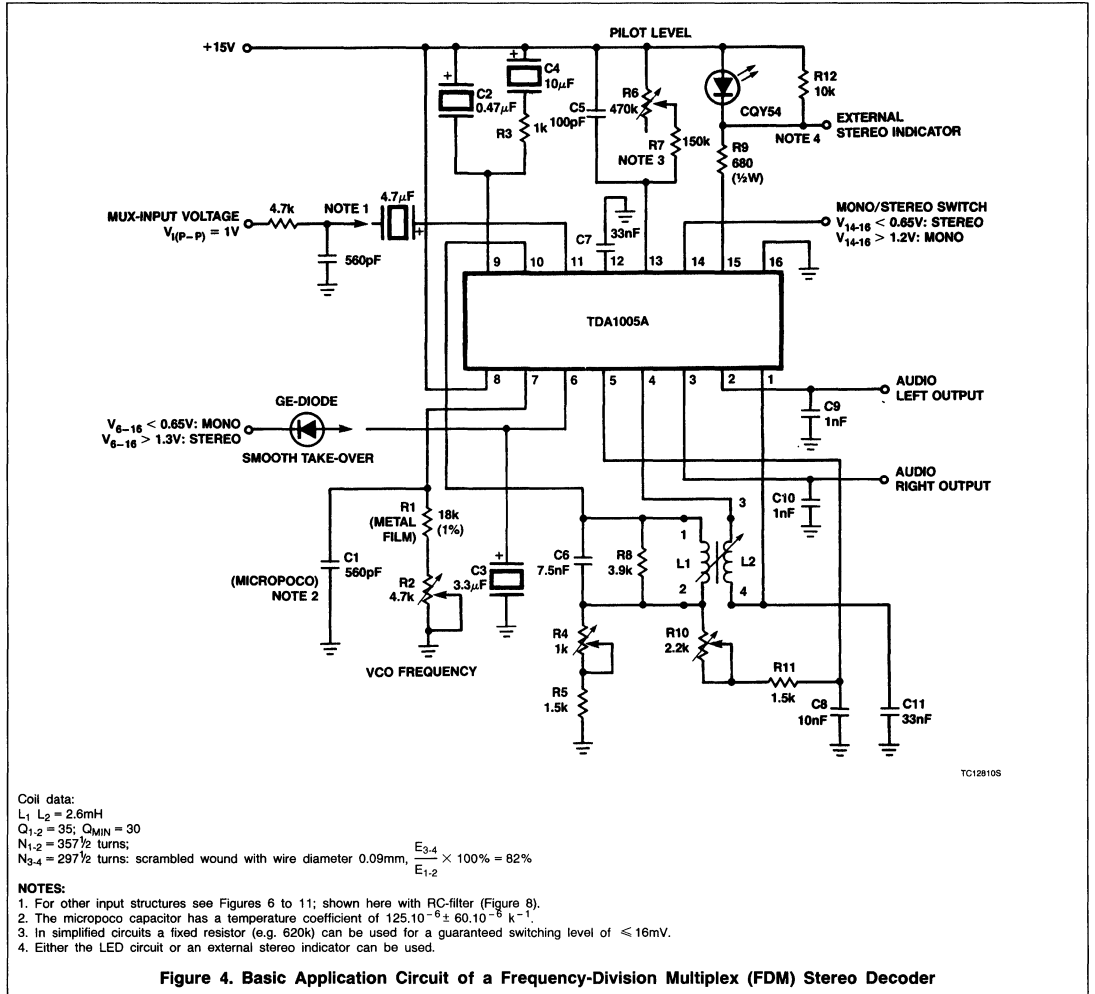 PILOT LEVEL
+15V
C4
10μF
C2
0.47μF
R3
1k
C5
100pF
R6
470k
R7
150k
NOTE 3
CQY54
R12
10k
EXTERNAL
STEREO INDICATOR
NOTE 4
R9
680
(½W)
MUX-INPUT VOLTAGE
V I(P–P) = 1V
4.7k
NOTE 1
4.7μF
560pF
C7
33nF
MONO/STEREO SWITCH
V14-16 < 0.65V: STEREO
V14-16 > 1.2V: MONO
9 10 11 12 13 14 15 16
TDA1005A
8 7 6 5 4 3 2 1
AUDIO
LEFT OUTPUT
C9
1nF
GE-DIODE
V6–16 < 0.65V: MONO
V6–16 > 1.3V: STEREO
SMOOTH TAKE-OVER
AUDIO
RIGHT OUTPUT
C10
1nF
R1
(METAL
FILM)
18k
(1%)
C1
560pF
(MICROPOCO)
NOTE 2
R2
4.7k
C3
3.3μF
VCO FREQUENCY
C6
7.5nF
R8
3.9k
1
2
L1
L2
3
4
R4
1k
R5
1.5k
R10
2.2k
R11
1.5k
C8
10nF
C11
33nF
TC12810S
Coil data:
L1 L2 = 2.6mH
Q1-2 = 35; QMIN = 30
N1-2 = 357½ turns;
N3-4 = 297½ turns: scrambled wound with wire diameter 0.09mm, E3-4 / E1-2 × 100% = 82%
NOTES:
1. For other input structures see Figures 6 to 11; shown here with RC-filter (Figure 8).
2. The micropoco capacitor has a temperature coefficient of 125.10⁻⁶ ± 60.10⁻⁶ k⁻¹.
3. In simplified circuits a fixed resistor (e.g. 620k) can be used for a guaranteed switching level of ≤ 16mV.
4. Either the LED circuit or an external stereo indicator can be used.
Figure 4. Basic Application Circuit of a Frequency-Division Multiplex (FDM) Stereo Decoder